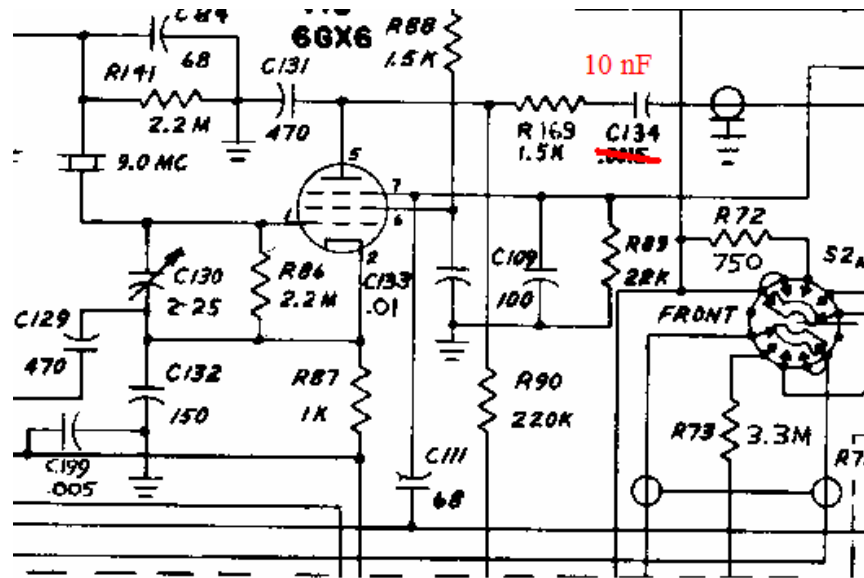 C184
68
6GX6
R88
1.5K
10 nF
R141
2.2M
C131
470
R169
1.5K
C134
.0015
9.0 MC
5
7
1
6
2
C130
2-25
R86
2.2M
C133
.01
C109
100
R89
22K
R72
750
FRONT
C129
470
C132
150
R87
1K
R90
220K
R73
3.3M
C199
.005
C111
68